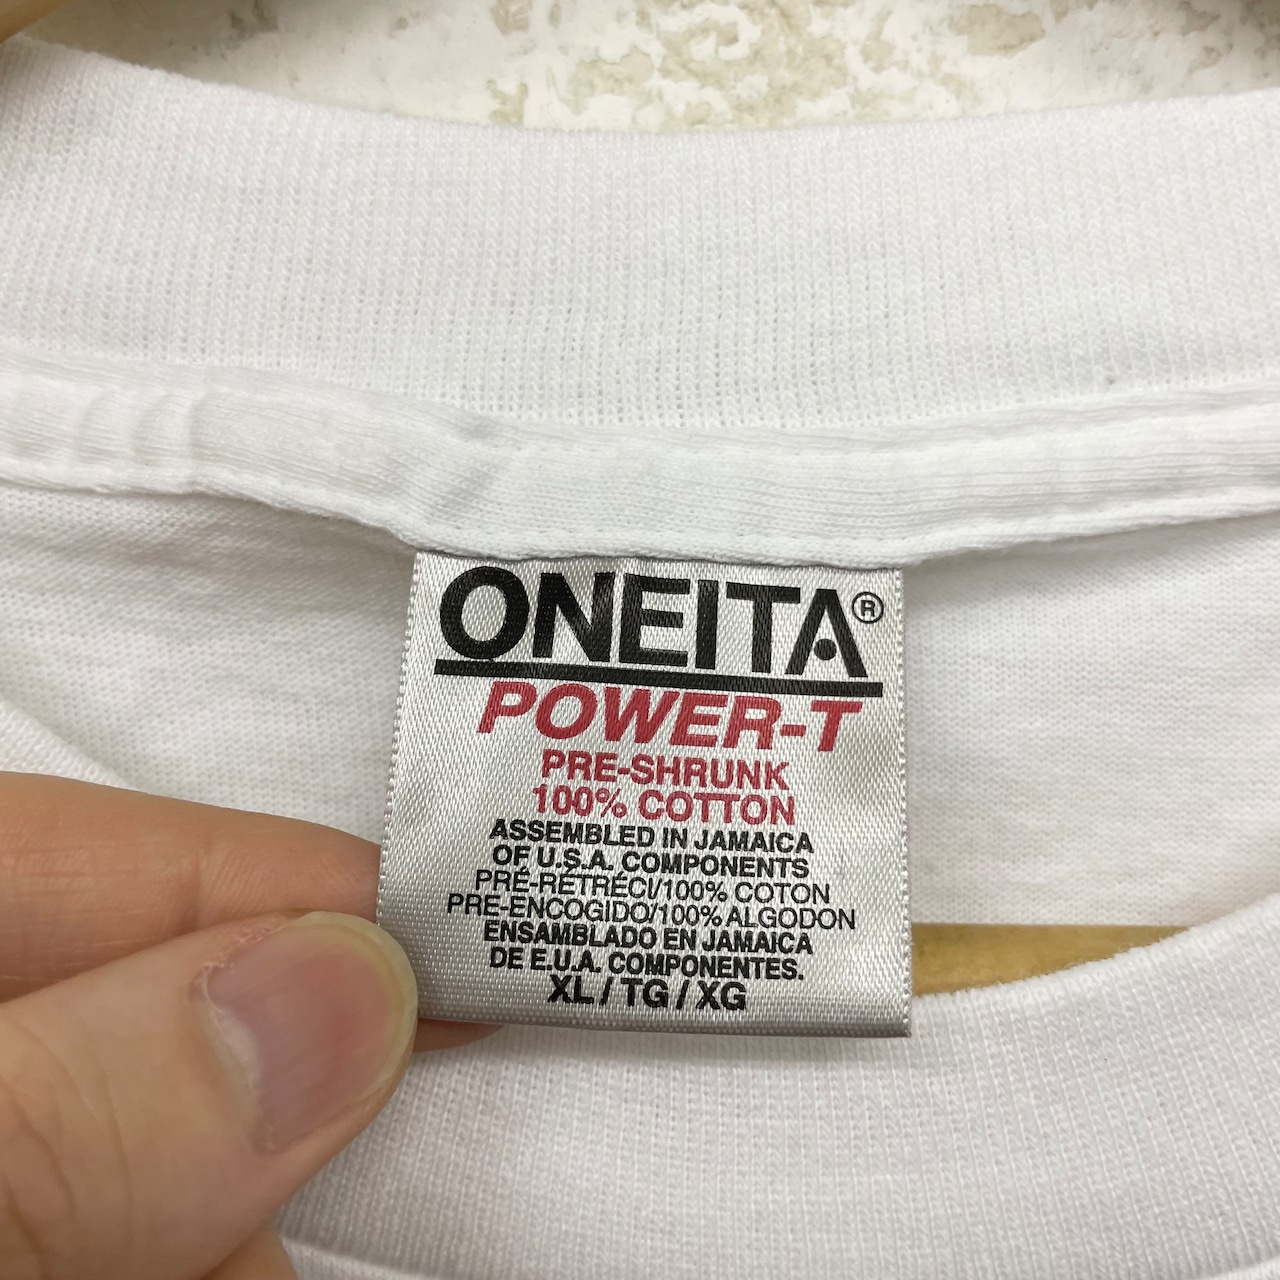 ONEITA®
POWER-T
PRE-SHRUNK
100% COTTON
ASSEMBLED IN JAMAICA
OF U.S.A. COMPONENTS
PRÉ-RÉTRÉCI/100% COTON
PRE-ENCOGIDO/100% ALGODON
ENSAMBLADO EN JAMAICA
DE E.U.A. COMPONENTES.
XL / TG / XG